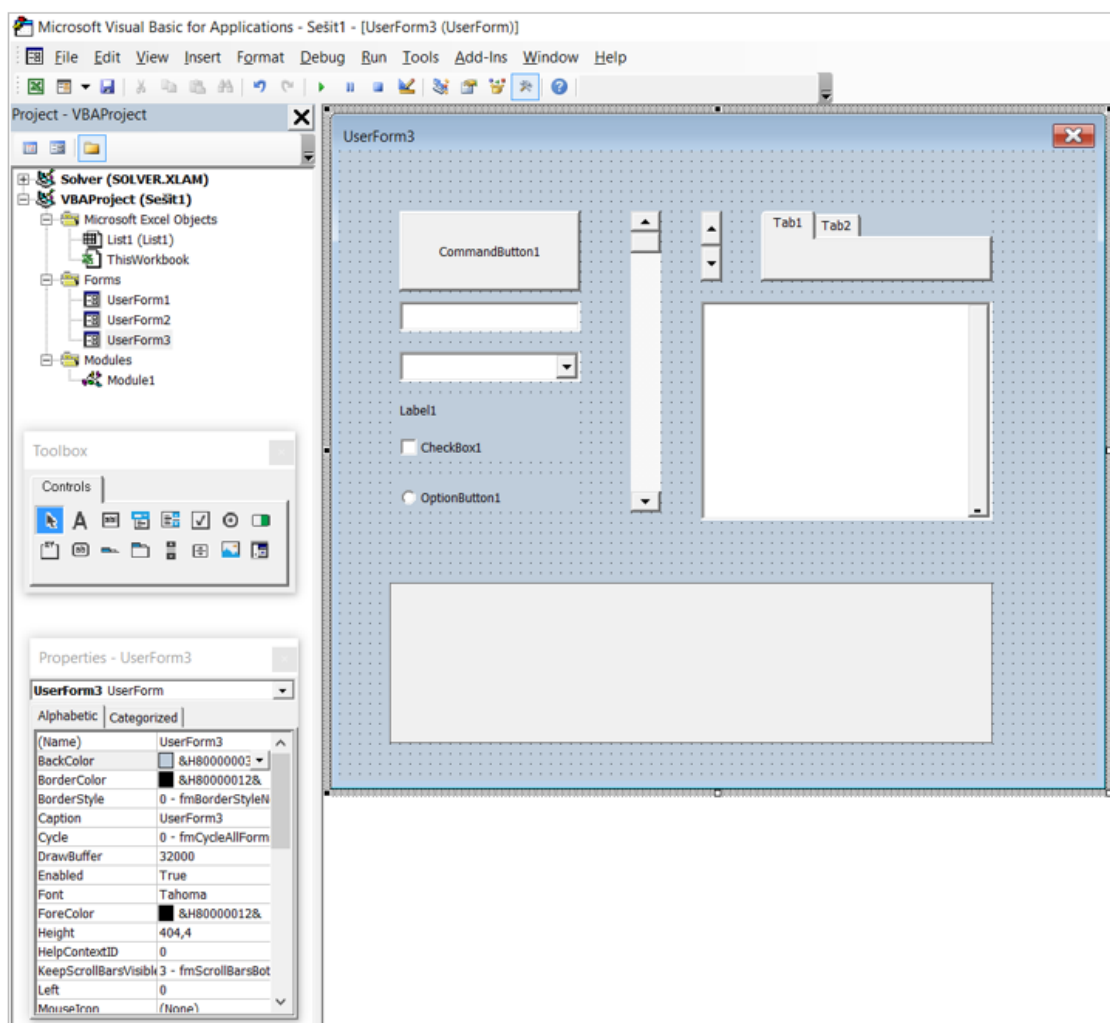 Microsoft Visual Basic for Applications - Sešit1 - [UserForm3 (UserForm)]
File Edit View Insert Format Debug Run Tools Add-Ins Window Help
Project - VBAProject
Solver (SOLVER.XLAM)
VBAProject (Sešit1)
Microsoft Excel Objects
List1 (List1)
ThisWorkbook
Forms
UserForm1
UserForm2
UserForm3
Modules
Module1
Toolbox
Controls
Properties - UserForm3
UserForm3 UserForm
Alphabetic Categorized
(Name) UserForm3
BackColor &H80000003
BorderColor &H80000012&
BorderStyle 0 - fmBorderStyleN
Caption UserForm3
Cycle 0 - fmCycleAllForm
DrawBuffer 32000
Enabled True
Font Tahoma
ForeColor &H80000012&
Height 404,4
HelpContextID 0
KeepScrollBarsVisible 3 - fmScrollBarsBot
Left 0
MouseIcon (None)
UserForm3
CommandButton1
Tab1 Tab2
Label1
CheckBox1
OptionButton1